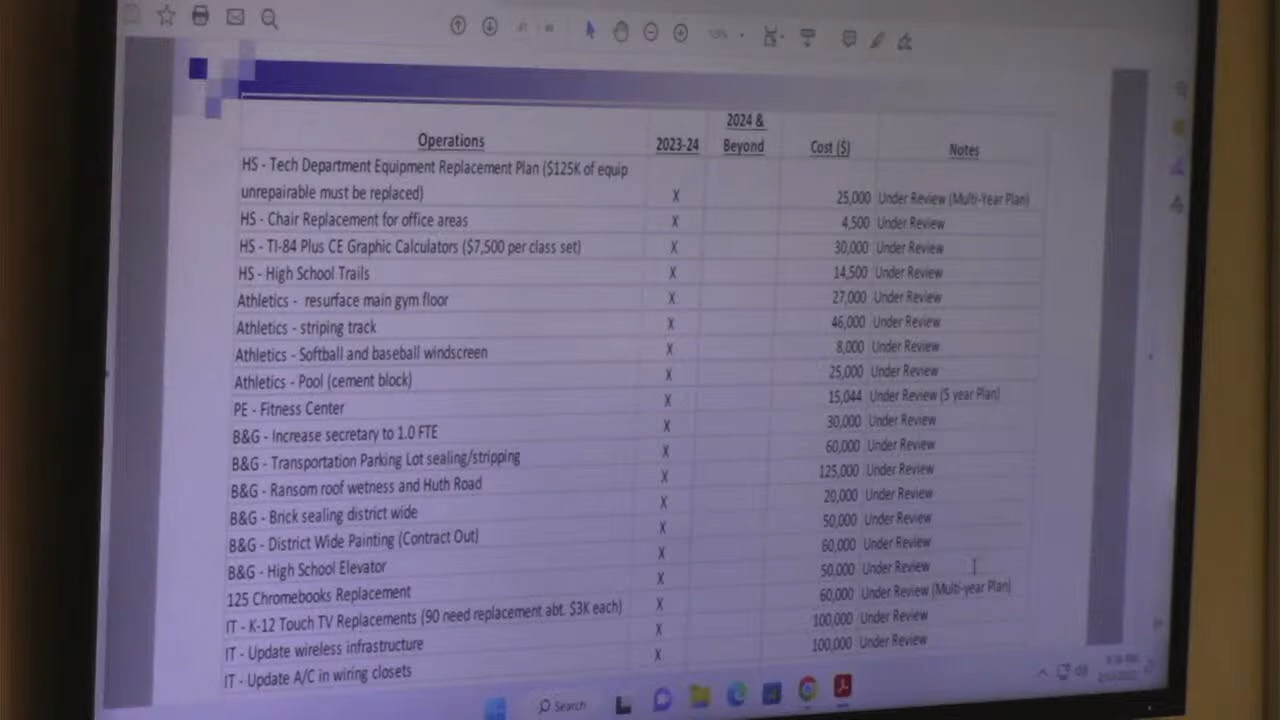 2024 &
Operations 2023-24 Beyond Cost ($) Notes
HS - Tech Department Equipment Replacement Plan ($125K of equip
unrepairable must be replaced) X 25,000 Under Review (Multi-Year Plan)
HS - Chair Replacement for office areas X 4,500 Under Review
HS - TI-84 Plus CE Graphic Calculators ($7,500 per class set) X 30,000 Under Review
HS - High School Trails X 14,500 Under Review
Athletics - resurface main gym floor X 27,000 Under Review
Athletics - striping track X 46,000 Under Review
Athletics - Softball and baseball windscreen X 8,000 Under Review
Athletics - Pool (cement block) X 25,000 Under Review
PE - Fitness Center X 15,044 Under Review (5 year Plan)
B&G - Increase secretary to 1.0 FTE X 30,000 Under Review
B&G - Transportation Parking Lot sealing/stripping X 60,000 Under Review
B&G - Ransom roof wetness and Huth Road X 125,000 Under Review
B&G - Brick sealing district wide X 20,000 Under Review
B&G - District Wide Painting (Contract Out) X 50,000 Under Review
B&G - High School Elevator X 60,000 Under Review
125 Chromebooks Replacement X 50,000 Under Review
IT - K-12 Touch TV Replacements (90 need replacement abt. $3K each) X 60,000 Under Review (Multi-year Plan)
IT - Update wireless infrastructure X 100,000 Under Review
IT - Update A/C in wiring closets X 100,000 Under Review
Search